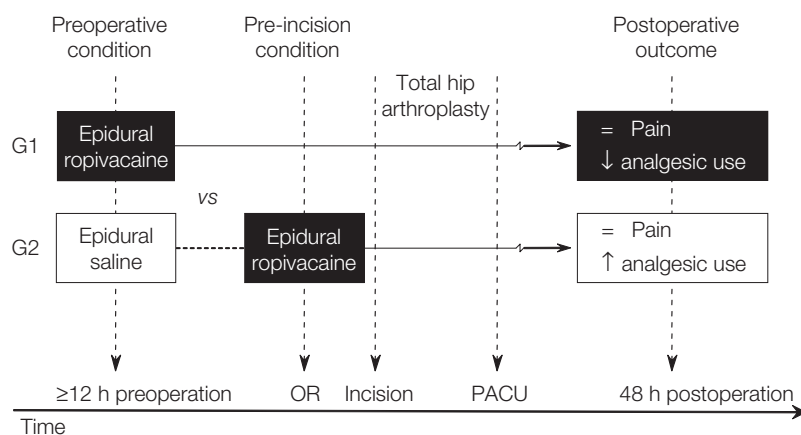 Preoperative
condition
Pre-incision
condition
Postoperative
outcome
Total hip
arthroplasty
G1
Epidural
ropivacaine
= Pain
↓ analgesic use
vs
G2
Epidural
saline
Epidural
ropivacaine
= Pain
↑ analgesic use
≥12 h preoperation
OR
Incision
PACU
48 h postoperation
Time